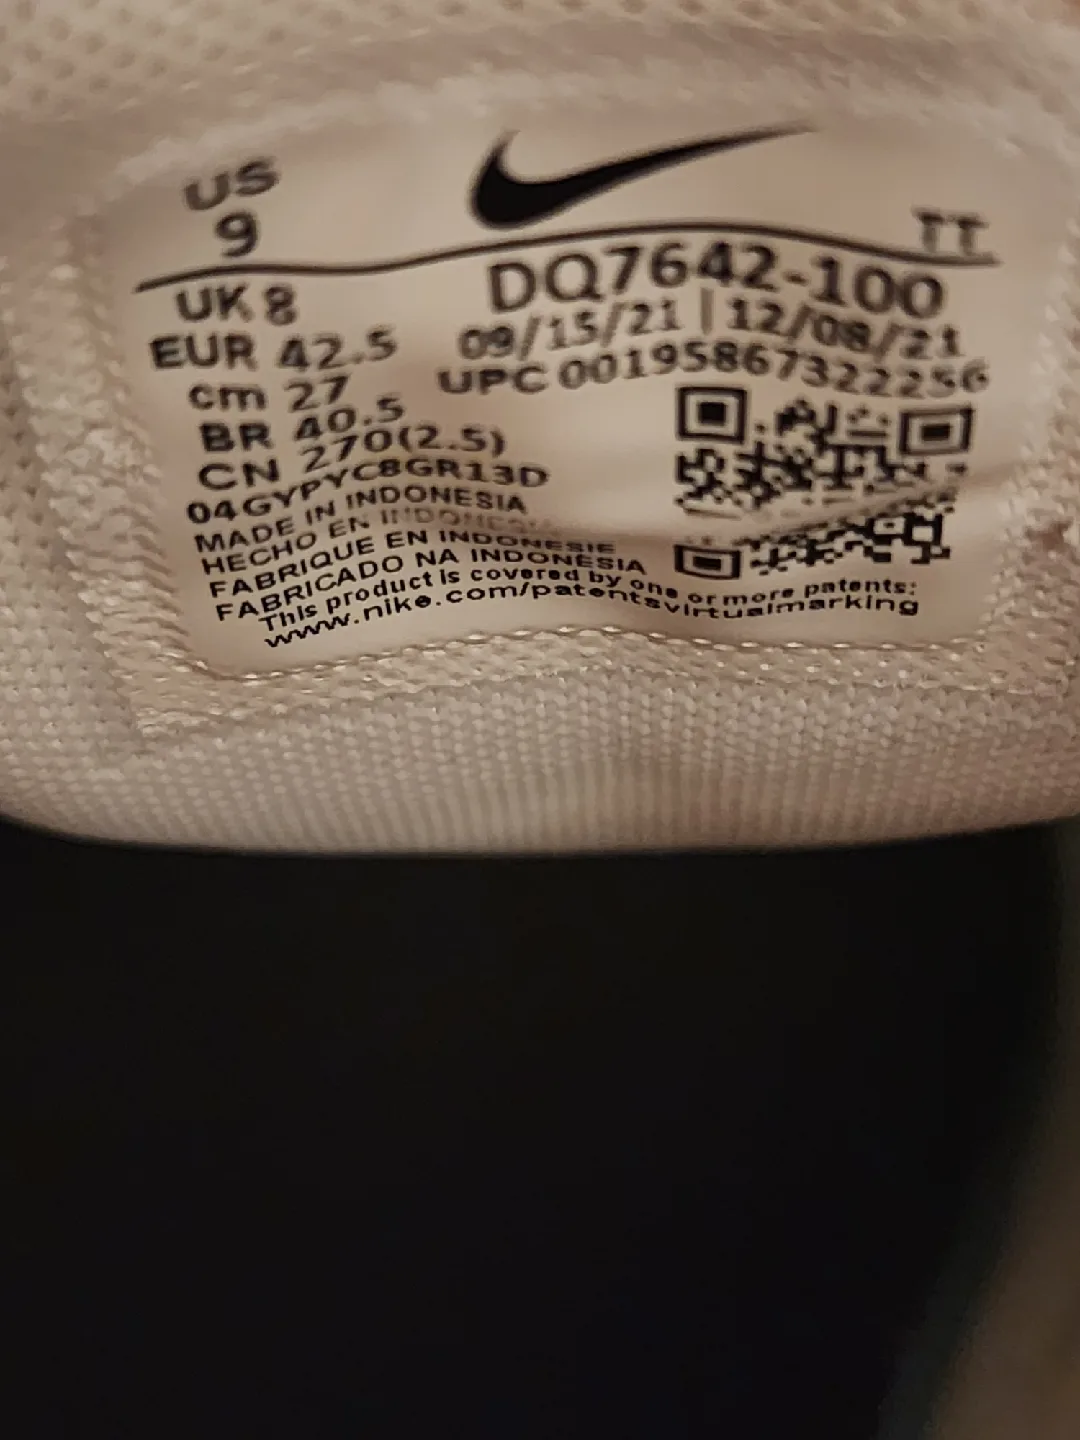 US
9
TT
UK 8
EUR 42.5
cm 27
BR 40.5
CN 270(2.5)
04GYPYC8GR13D
DQ7642-100
09/15/21 | 12/08/21
UPC 00195867322256
MADE IN INDONESIA
HECHO EN INDONESIA
FABRIQUE EN INDONESIE
FABRICADO NA INDONESIA
This product is covered by one or more patents:
www.nike.com/patentsvirtualmarking